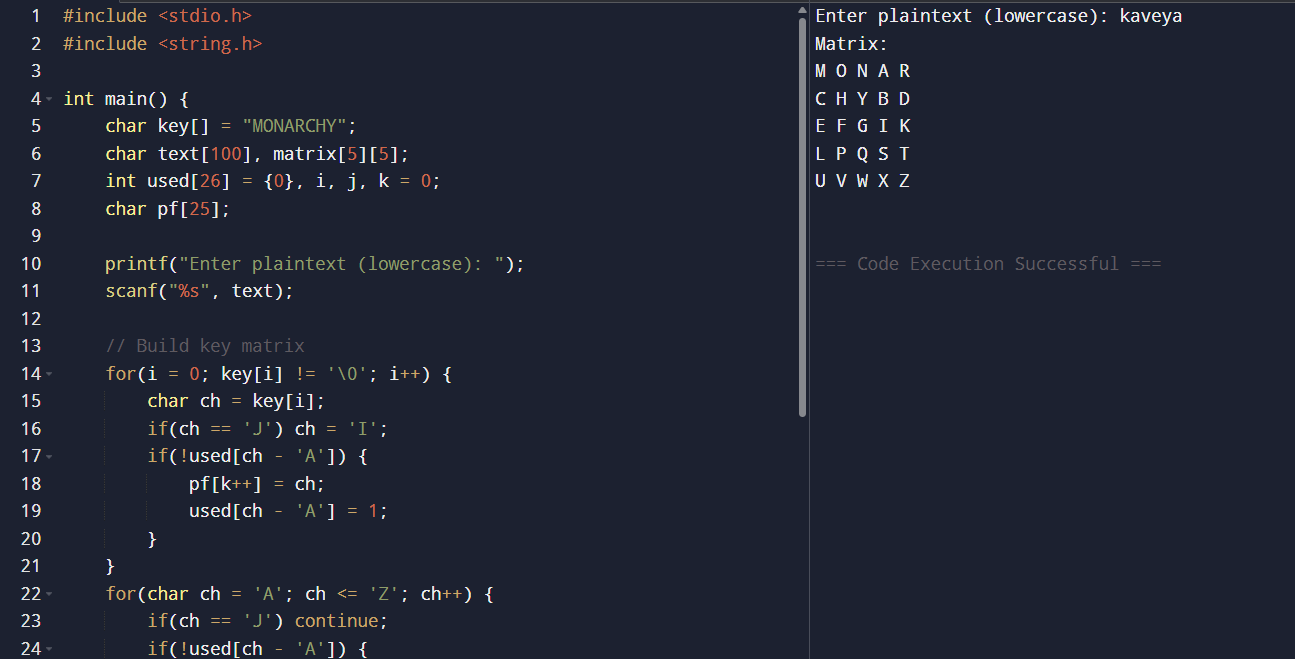 1 #include <stdio.h>
2 #include <string.h>
3
4 int main() {
5     char key[] = "MONARCHY";
6     char text[100], matrix[5][5];
7     int used[26] = {0}, i, j, k = 0;
8     char pf[25];
9
10     printf("Enter plaintext (lowercase): ");
11     scanf("%s", text);
12
13     // Build key matrix
14     for(i = 0; key[i] != '\0'; i++) {
15         char ch = key[i];
16         if(ch == 'J') ch = 'I';
17         if(!used[ch - 'A']) {
18             pf[k++] = ch;
19             used[ch - 'A'] = 1;
20         }
21     }
22     for(char ch = 'A'; ch <= 'Z'; ch++) {
23         if(ch == 'J') continue;
24         if(!used[ch - 'A']) {
Enter plaintext (lowercase): kaveya
Matrix:
M O N A R
C H Y B D
E F G I K
L P Q S T
U V W X Z
=== Code Execution Successful ===